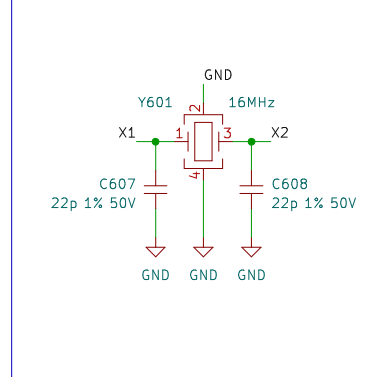 GND
Y601 2 16MHz
X1 1 3 X2
4
C607 C608
22p 1% 50V 22p 1% 50V
GND GND GND